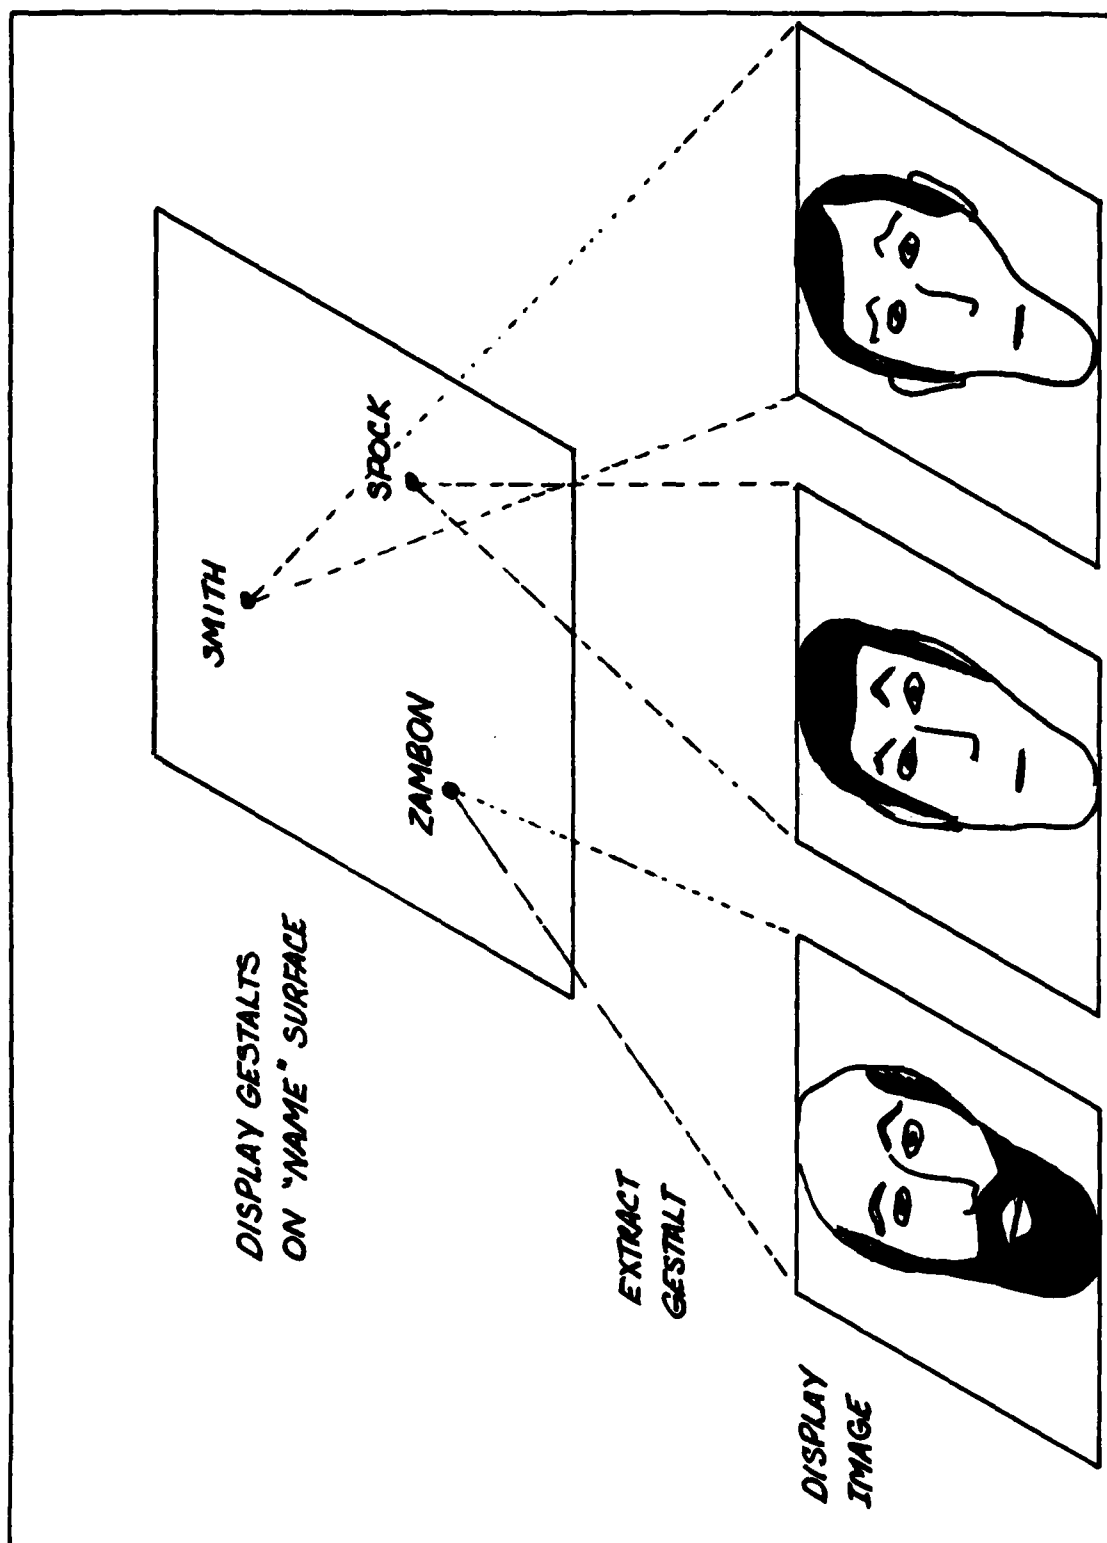 DISPLAY GESTALTS
ON "NAME" SURFACE
SMITH
ZAMBON
SPOCK
EXTRACT
GESTALT
DISPLAY
IMAGE